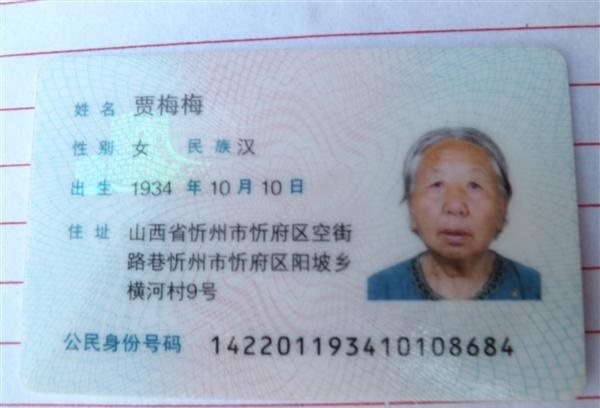 姓名 贾梅梅
性别 女 民族 汉
出生 1934 年 10 月 10 日
住址 山西省忻州市忻府区空街
路巷忻州市忻府区阳坡乡
横河村9号
公民身份号码 142201193410108684